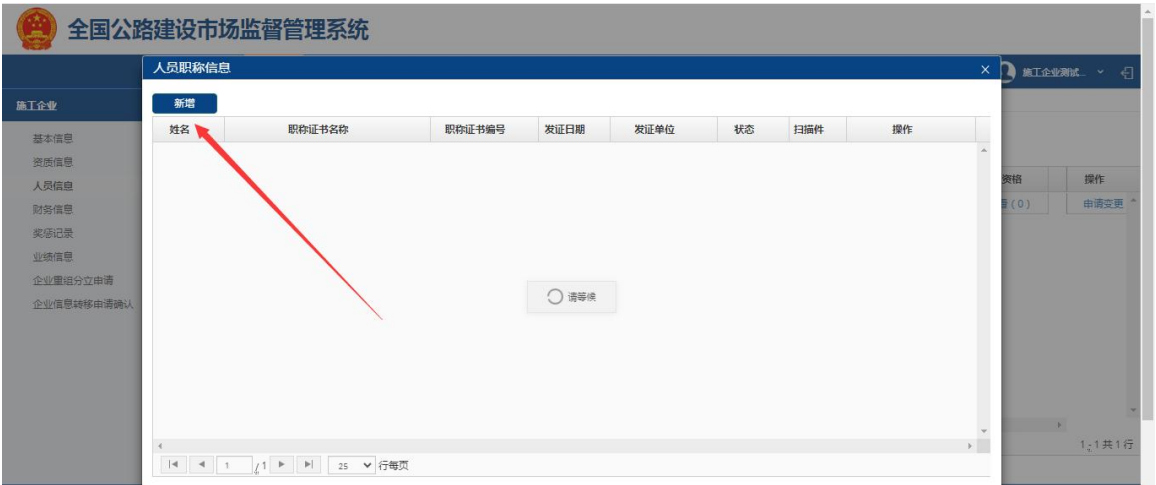 全国公路建设市场监督管理系统
人员职称信息 ×
施工企业测试...
施工企业
新增
姓名 职称证书名称 职称证书编号 发证日期 发证单位 状态 扫描件 操作
基本信息
资质信息
人员信息
财务信息
奖惩记录
业绩信息
企业重组分立申请
企业信息转移申请确认
资格 操作
(0) 申请变更
请等候
1 / 1 25 行每页
1 - 1 共 1 行